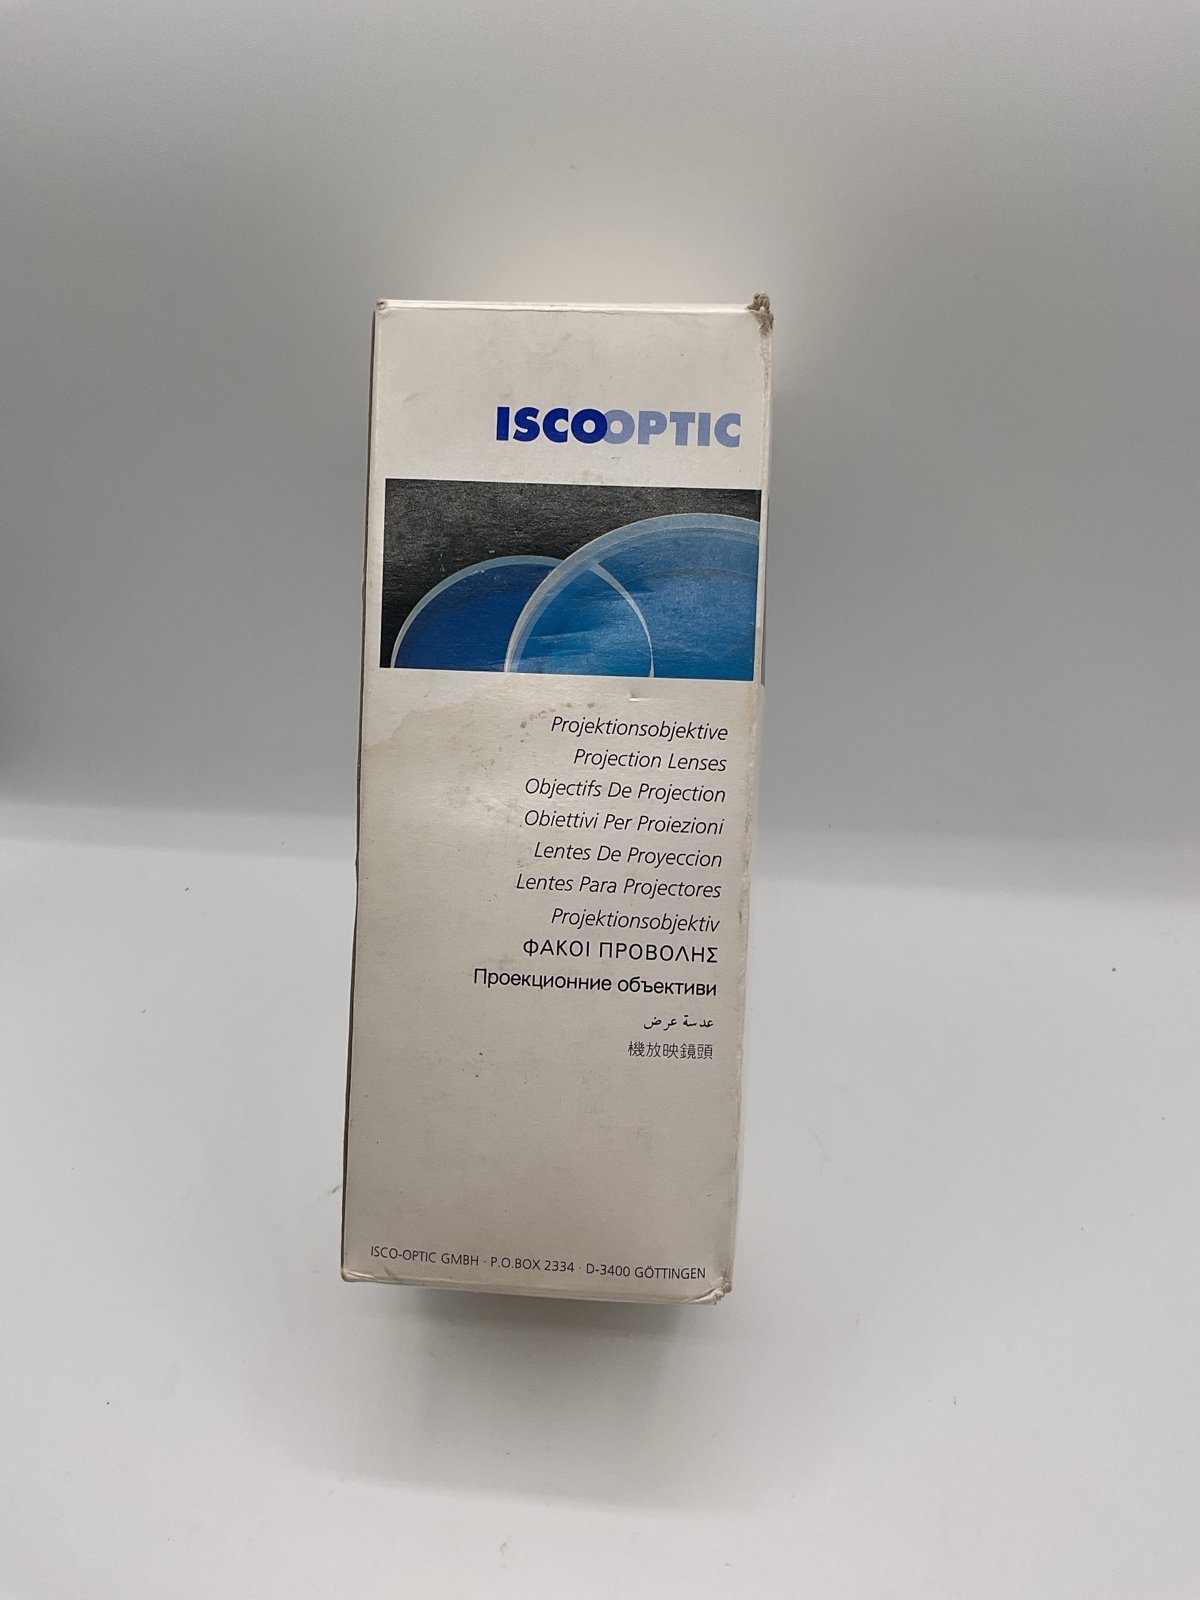 ISCOOPTIC
Projektionsobjektive
Projection Lenses
Objectifs De Projection
Obiettivi Per Proiezioni
Lentes De Proyeccion
Lentes Para Projectores
Projektionsobjektiv
ΦΑΚΟΙ ΠΡΟΒΟΛΗΣ
Проекционние объективи
عدسة عرض
機放映鏡頭
ISCO-OPTIC GMBH · P.O.BOX 2334 · D-3400 GÖTTINGEN